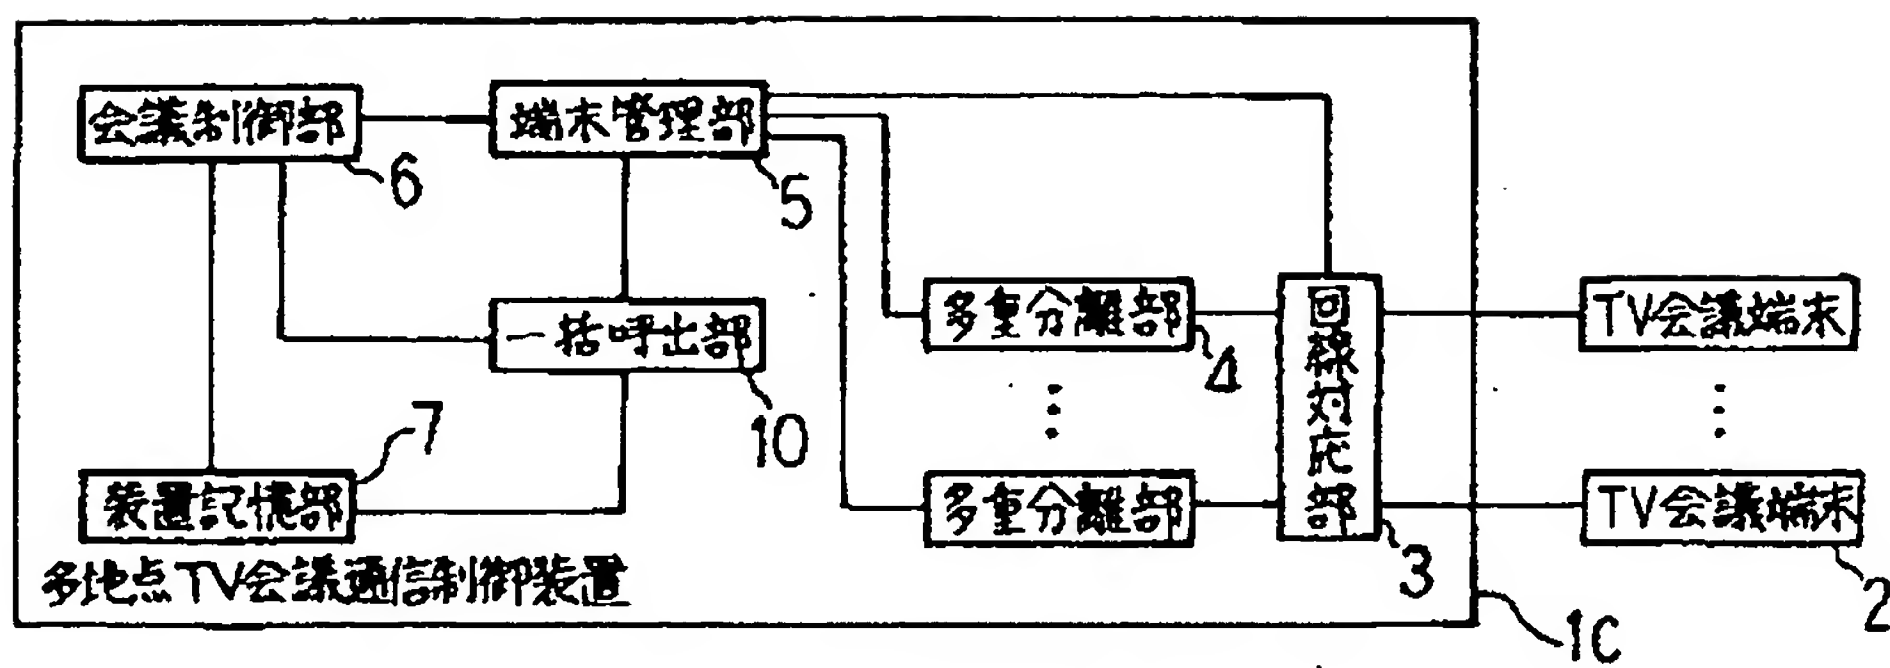 会議制御部
6
端末管理部
5
一括呼出部
10
7
装置記憶部
多重分離部
4
多重分離部
回線対応部
3
TV会議端末
TV会議端末
2
多地点TV会議通信制御装置
1C